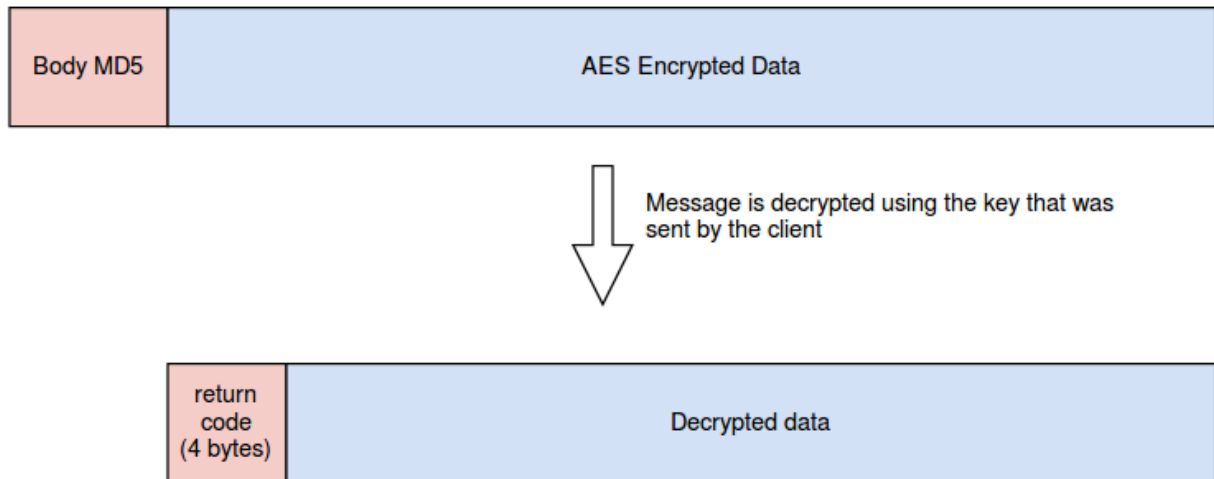 Body MD5
AES Encrypted Data
Message is decrypted using the key that was
sent by the client
return
code
(4 bytes)
Decrypted data